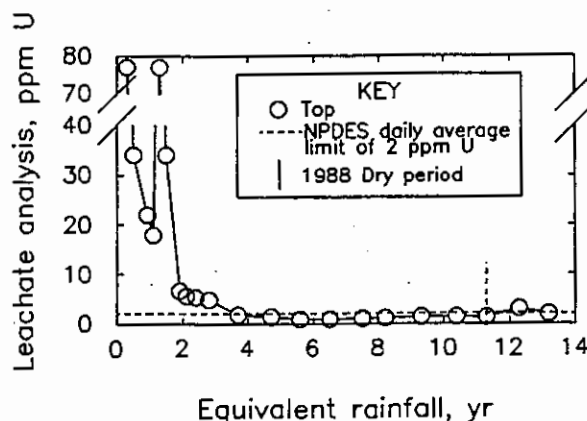 Leachate analysis, ppm U
80
70
40
30
20
10
0
KEY
Top
NPDES daily average
limit of 2 ppm U
1988 Dry period
0 2 4 6 8 10 12 14
Equivalent rainfall, yr